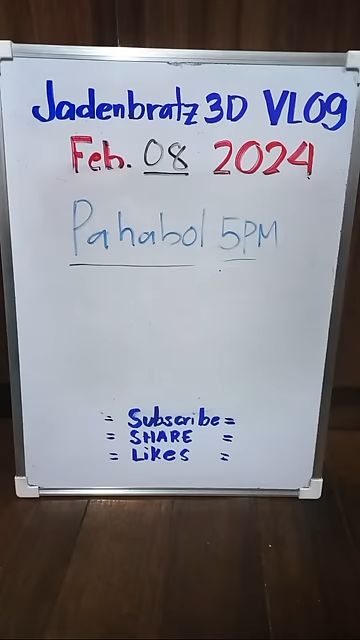 Jadenbratz 3D VLOG
Feb. 08 2024
Pahabol 5PM
= Subscribe =
= SHARE =
= Likes =